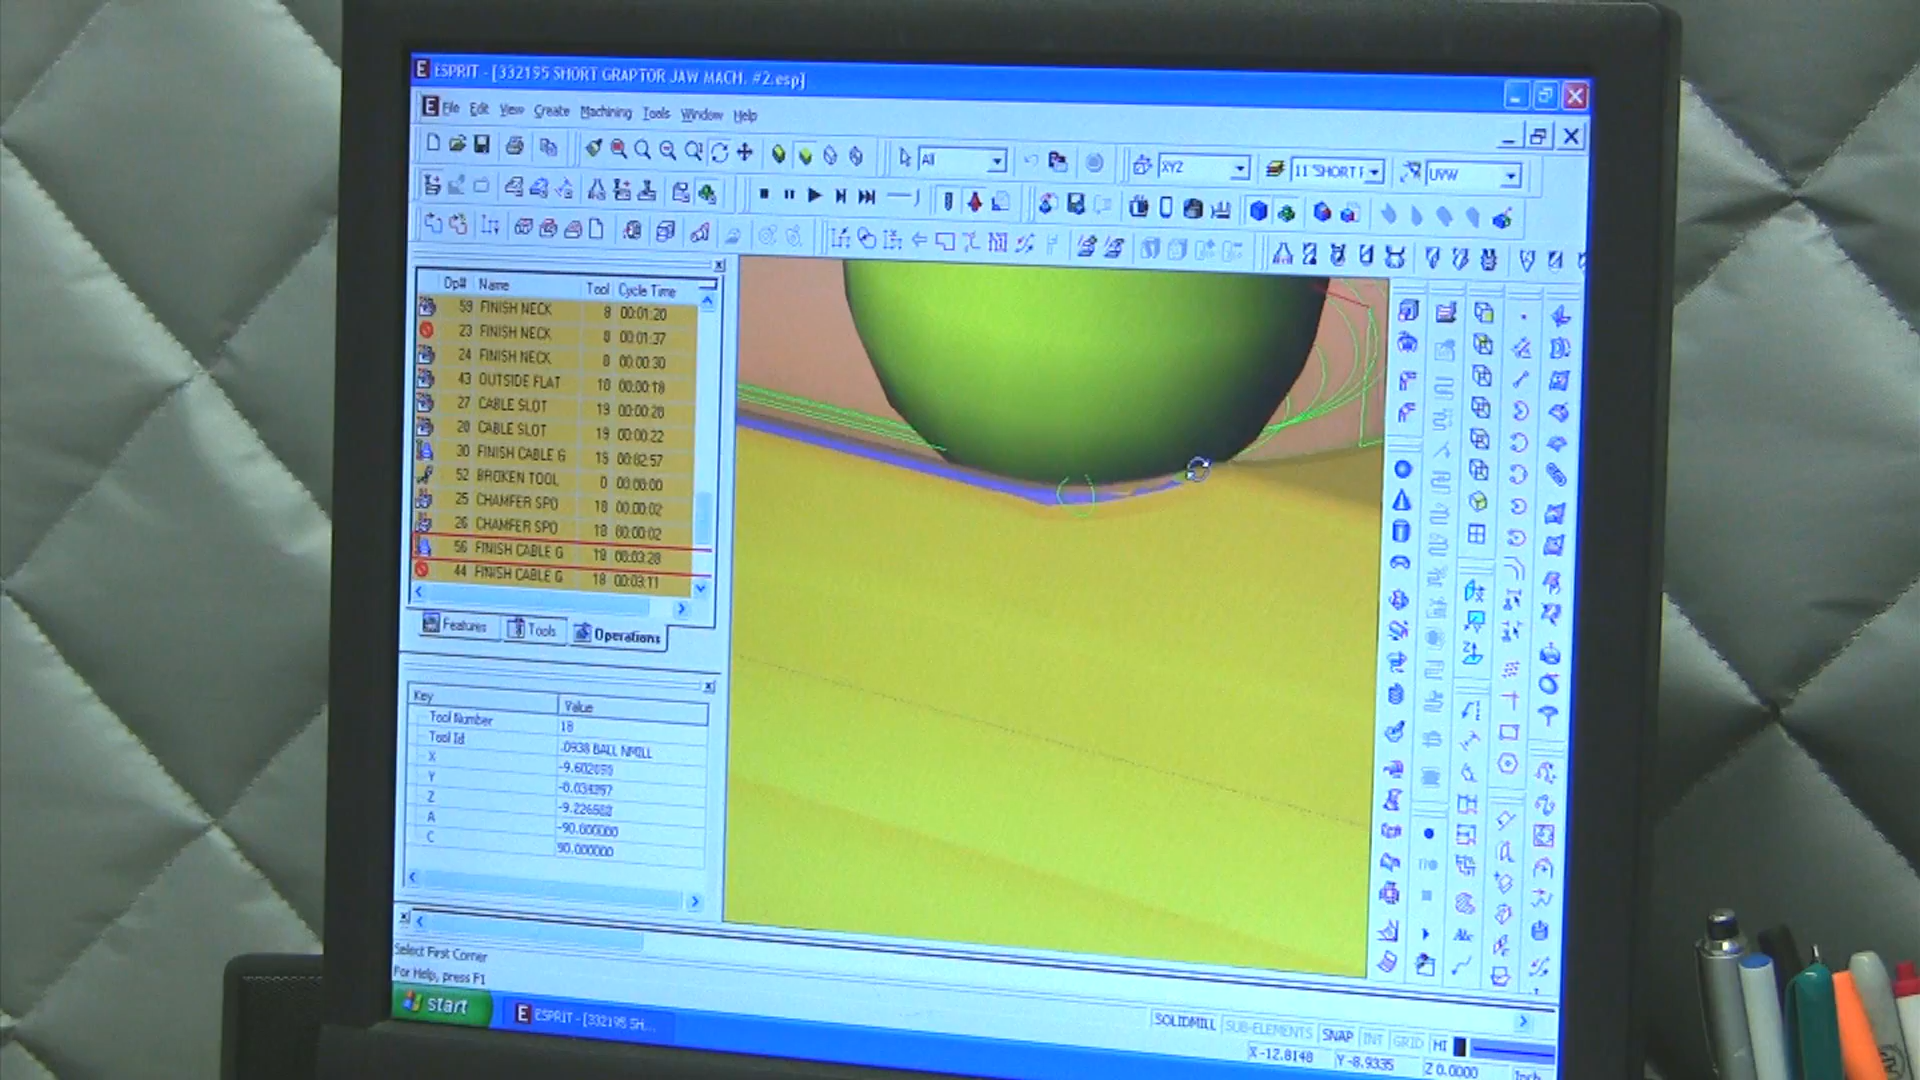 ESPRIT - [332195 SHORT GRAPTOR JAW MACH. #2.esp]
File Edit View Create Machining Tools Window Help
All
XYZ
11 'SHORT F
UVW
Op# Name Tool Cycle Time
59 FINISH NECK 8 00:01:20
23 FINISH NECK 8 00:01:37
24 FINISH NECK 8 00:00:30
43 OUTSIDE FLAT 10 00:00:18
27 CABLE SLOT 19 00:00:28
28 CABLE SLOT 19 00:00:22
30 FINISH CABLE G 15 00:02:57
52 BROKEN TOOL 0 00:00:00
25 CHAMFER SPO 18 00:00:02
26 CHAMFER SPO 18 00:00:02
56 FINISH CABLE G 18 00:03:28
44 FINISH CABLE G 18 00:03:11
Features Tools Operations
Key Value
Tool Number 18
Tool Id .0938 BALL NMILL
X
Y
Z
A -90.000000
C 90.000000
Abc
Select First Corner
For Help, press F1
SOLIDMILL SUB-ELEMENTS SNAP INT GRID HI
X -12.8148 Y -8.9335 Z 0.0000 Inch
start
ESPRIT - [332195 SH...